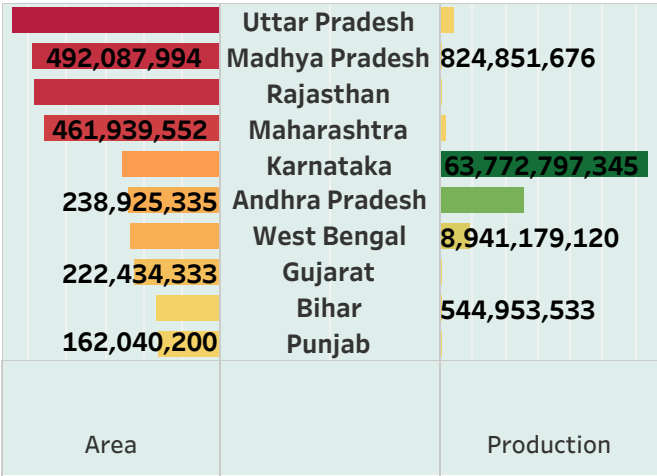 Uttar Pradesh
492,087,994 Madhya Pradesh 824,851,676
Rajasthan
461,939,552 Maharashtra
Karnataka 63,772,797,345
238,925,335 Andhra Pradesh
West Bengal 8,941,179,120
222,434,333 Gujarat
Bihar 544,953,533
162,040,200 Punjab
Area Production